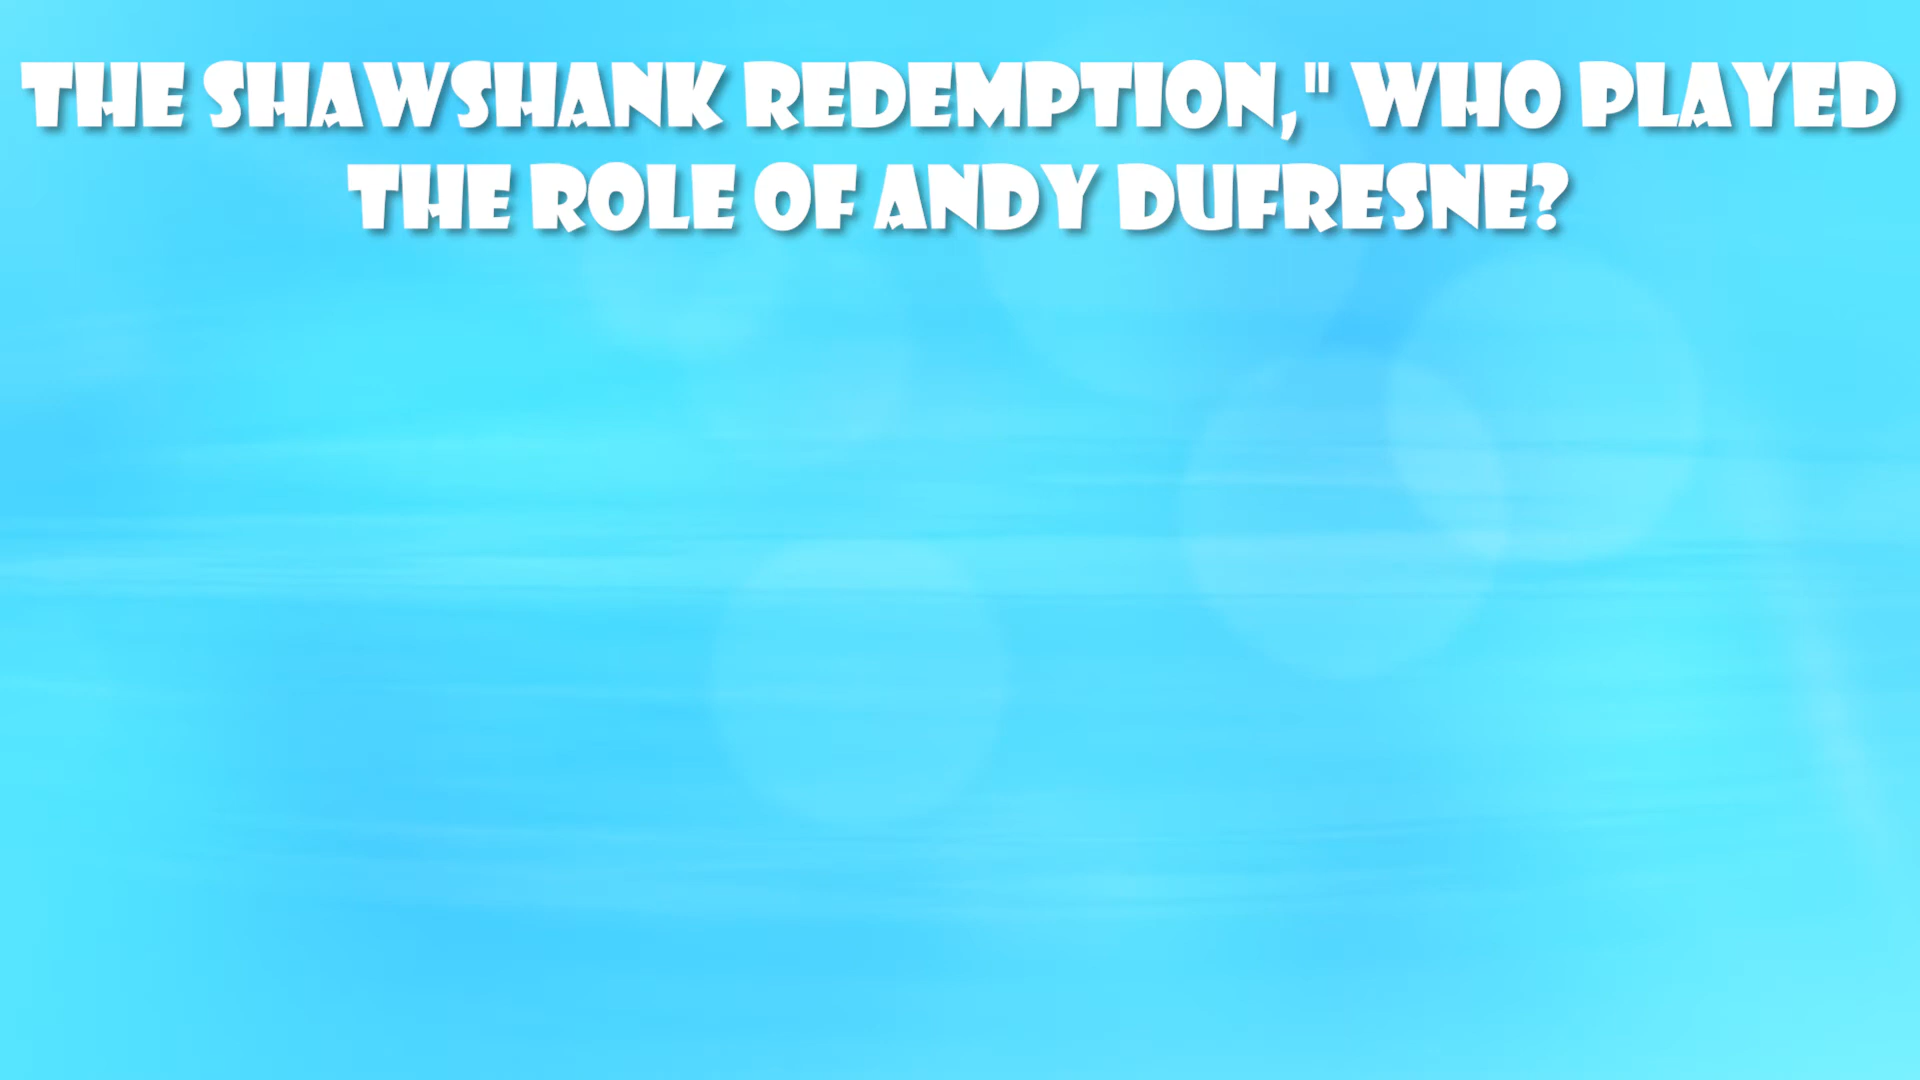 THE SHAWSHANK REDEMPTION," WHO PLAYED
THE ROLE OF ANDY DUFRESNE?